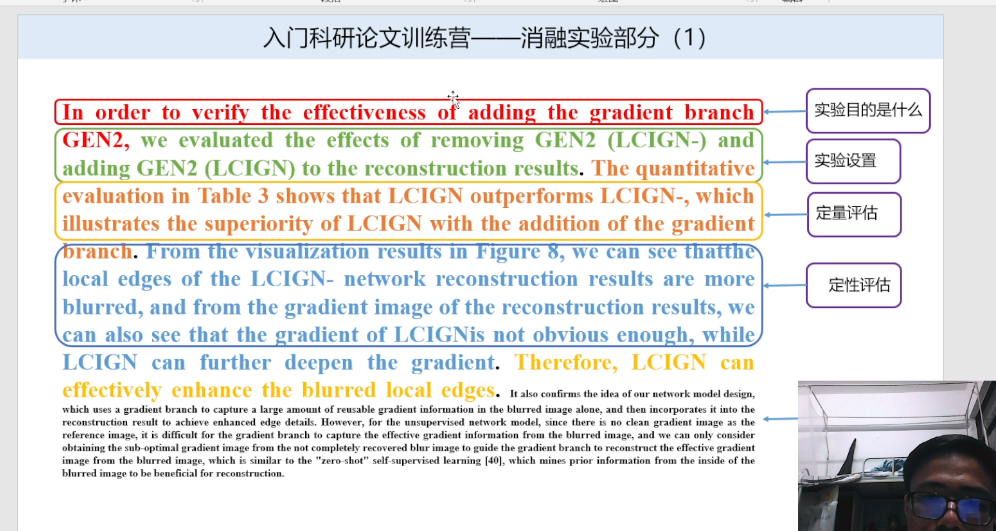 入门科研论文训练营——消融实验部分（1）
In order to verify the effectiveness of adding the gradient branch
GEN2, we evaluated the effects of removing GEN2 (LCIGN-) and
adding GEN2 (LCIGN) to the reconstruction results. The quantitative
evaluation in Table 3 shows that LCIGN outperforms LCIGN-, which
illustrates the superiority of LCIGN with the addition of the gradient
branch. From the visualization results in Figure 8, we can see thatthe
local edges of the LCIGN- network reconstruction results are more
blurred, and from the gradient image of the reconstruction results, we
can also see that the gradient of LCIGNis not obvious enough, while
LCIGN can further deepen the gradient. Therefore, LCIGN can
effectively enhance the blurred local edges. It also confirms the idea of our network model design,
which uses a gradient branch to capture a large amount of reusable gradient information in the blurred image alone, and then incorporates it into the
reconstruction result to achieve enhanced edge details. However, for the unsupervised network model, since there is no clean gradient image as the
reference image, it is difficult for the gradient branch to capture the effective gradient information from the blurred image, and we can only consider
obtaining the sub-optimal gradient image from the not completely recovered blur image to guide the gradient branch to reconstruct the effective gradient
image from the blurred image, which is similar to the "zero-shot" self-supervised learning [40], which mines prior information from the inside of the
blurred image to be beneficial for reconstruction.
实验目的是什么
实验设置
定量评估
定性评估